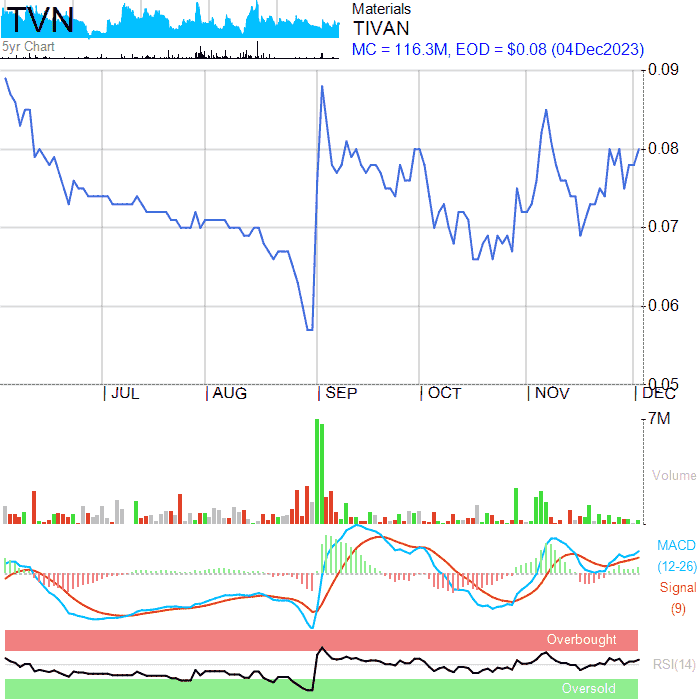 TVN
5yr Chart
Materials
TIVAN
MC = 116.3M, EOD = $0.08 (04Dec2023)
0.09
0.08
0.07
0.06
0.05
JUL AUG SEP OCT NOV DEC
7M
Volume
MACD
(12-26)
Signal
(9)
Overbought
RSI(14)
Oversold